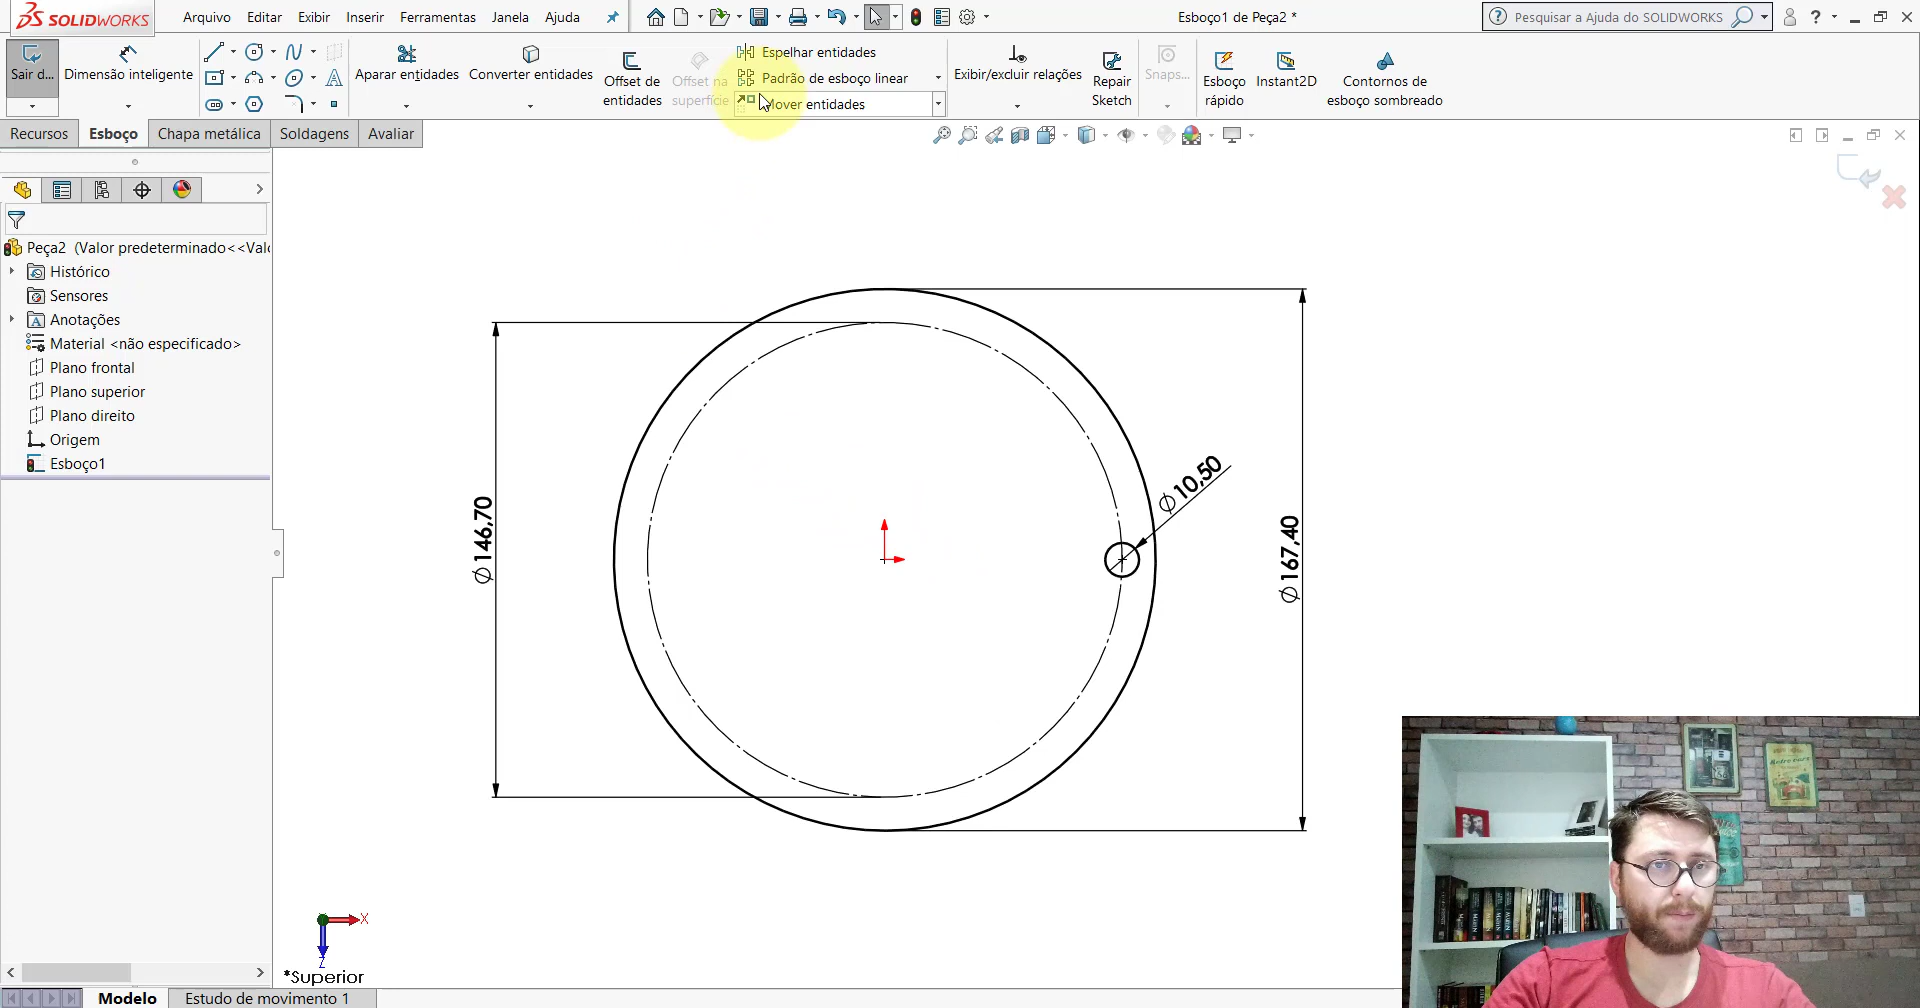 SOLIDWORKS
Arquivo Editar Exibir Inserir Ferramentas Janela Ajuda
Esboço1 de Peça2 *
Pesquisar a Ajuda do SOLIDWORKS
Sair d...
Dimensão inteligente
Aparar entidades
Converter entidades
Offset de entidades
Offset na superfície
Espelhar entidades
Padrão de esboço linear
Mover entidades
Exibir/excluir relações
Repair Sketch
Snaps...
Esboço rápido
Instant2D
Contornos de esboço sombreado
Recursos Esboço Chapa metálica Soldagens Avaliar
Peça2 (Valor predeterminado<<Valo
Histórico
Sensores
Anotações
Material <não especificado>
Plano frontal
Plano superior
Plano direito
Origem
Esboço1
∅146,70
∅10,50
∅167,40
X
Z
*Superior
Modelo Estudo de movimento 1